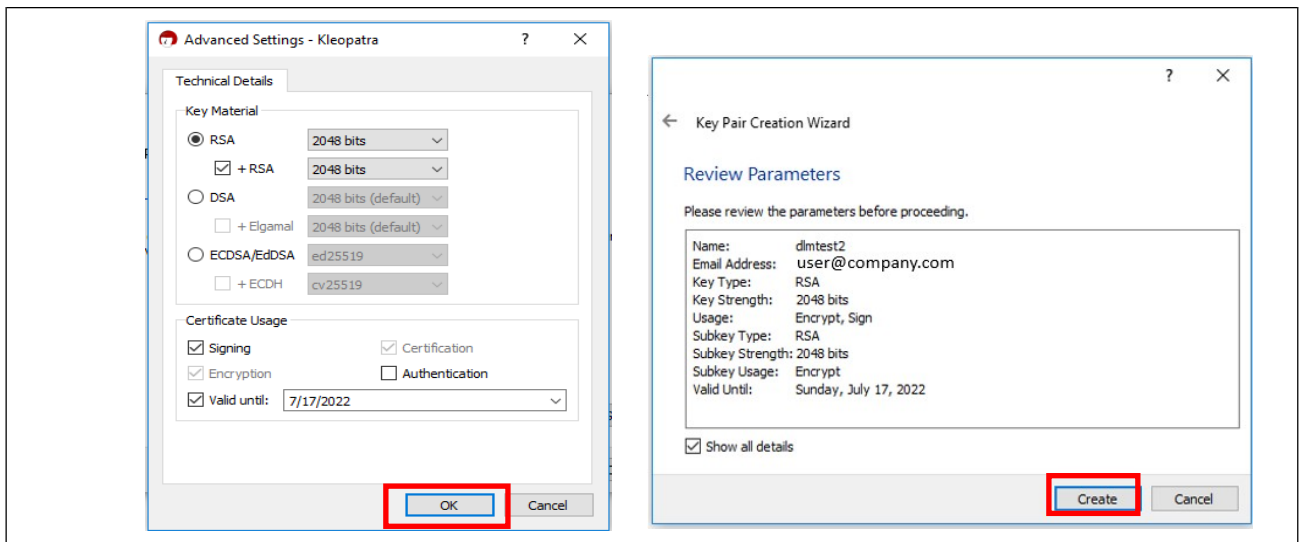 Advanced Settings - Kleopatra ? ×
Technical Details
Key Material
RSA 2048 bits
+ RSA 2048 bits
DSA 2048 bits (default)
+ Elgamal 2048 bits (default)
ECDSA/EdDSA ed25519
+ ECDH cv25519
Certificate Usage
Signing Certification
Encryption Authentication
Valid until: 7/17/2022
OK Cancel
? ×
← Key Pair Creation Wizard
Review Parameters
Please review the parameters before proceeding.
Name: dlmtest2
Email Address: user@company.com
Key Type: RSA
Key Strength: 2048 bits
Usage: Encrypt, Sign
Subkey Type: RSA
Subkey Strength: 2048 bits
Subkey Usage: Encrypt
Valid Until: Sunday, July 17, 2022
Show all details
Create Cancel